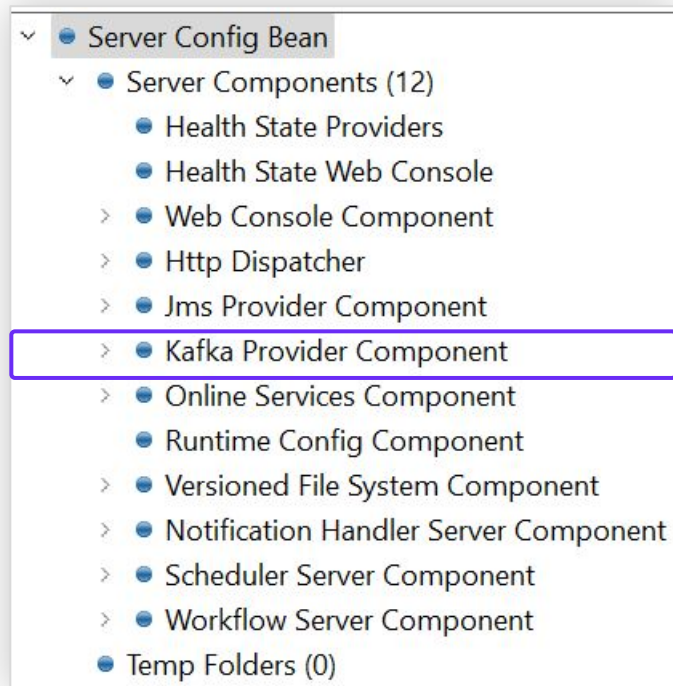 Server Config Bean
Server Components (12)
Health State Providers
Health State Web Console
Web Console Component
Http Dispatcher
Jms Provider Component
Kafka Provider Component
Online Services Component
Runtime Config Component
Versioned File System Component
Notification Handler Server Component
Scheduler Server Component
Workflow Server Component
Temp Folders (0)